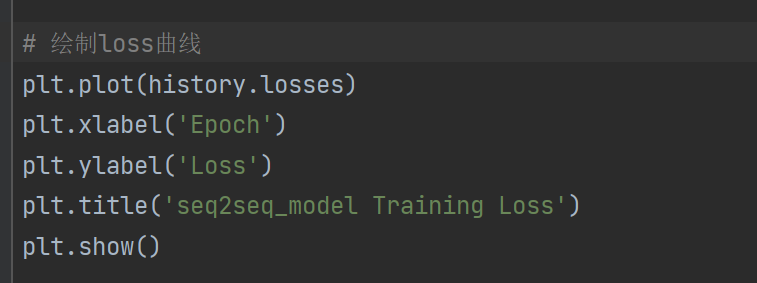 # 绘制loss曲线
plt.plot(history.losses)
plt.xlabel('Epoch')
plt.ylabel('Loss')
plt.title('seq2seq_model Training Loss')
plt.show()